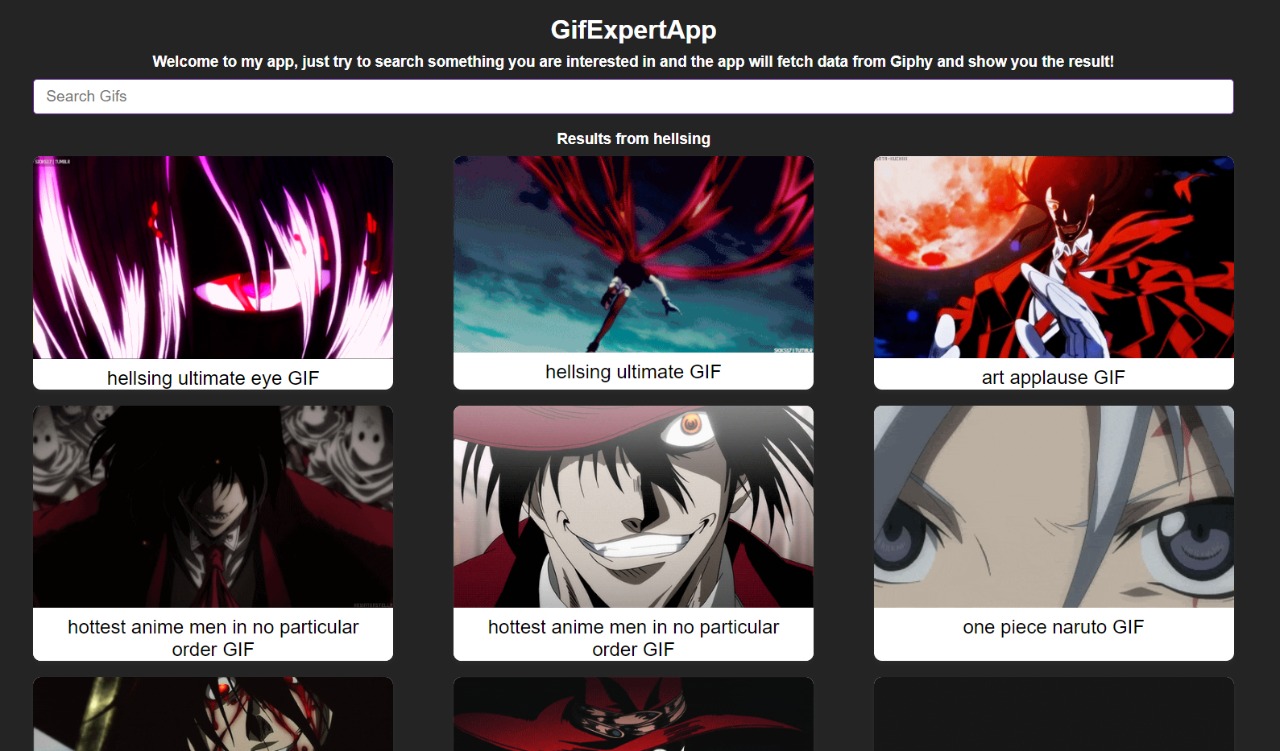 GifExpertApp
Welcome to my app, just try to search something you are interested in and the app will fetch data from Giphy and show you the result!
Search Gifs
Results from hellsing
hellsing ultimate eye GIF
hellsing ultimate GIF
art applause GIF
hottest anime men in no particular
order GIF
hottest anime men in no particular
order GIF
one piece naruto GIF